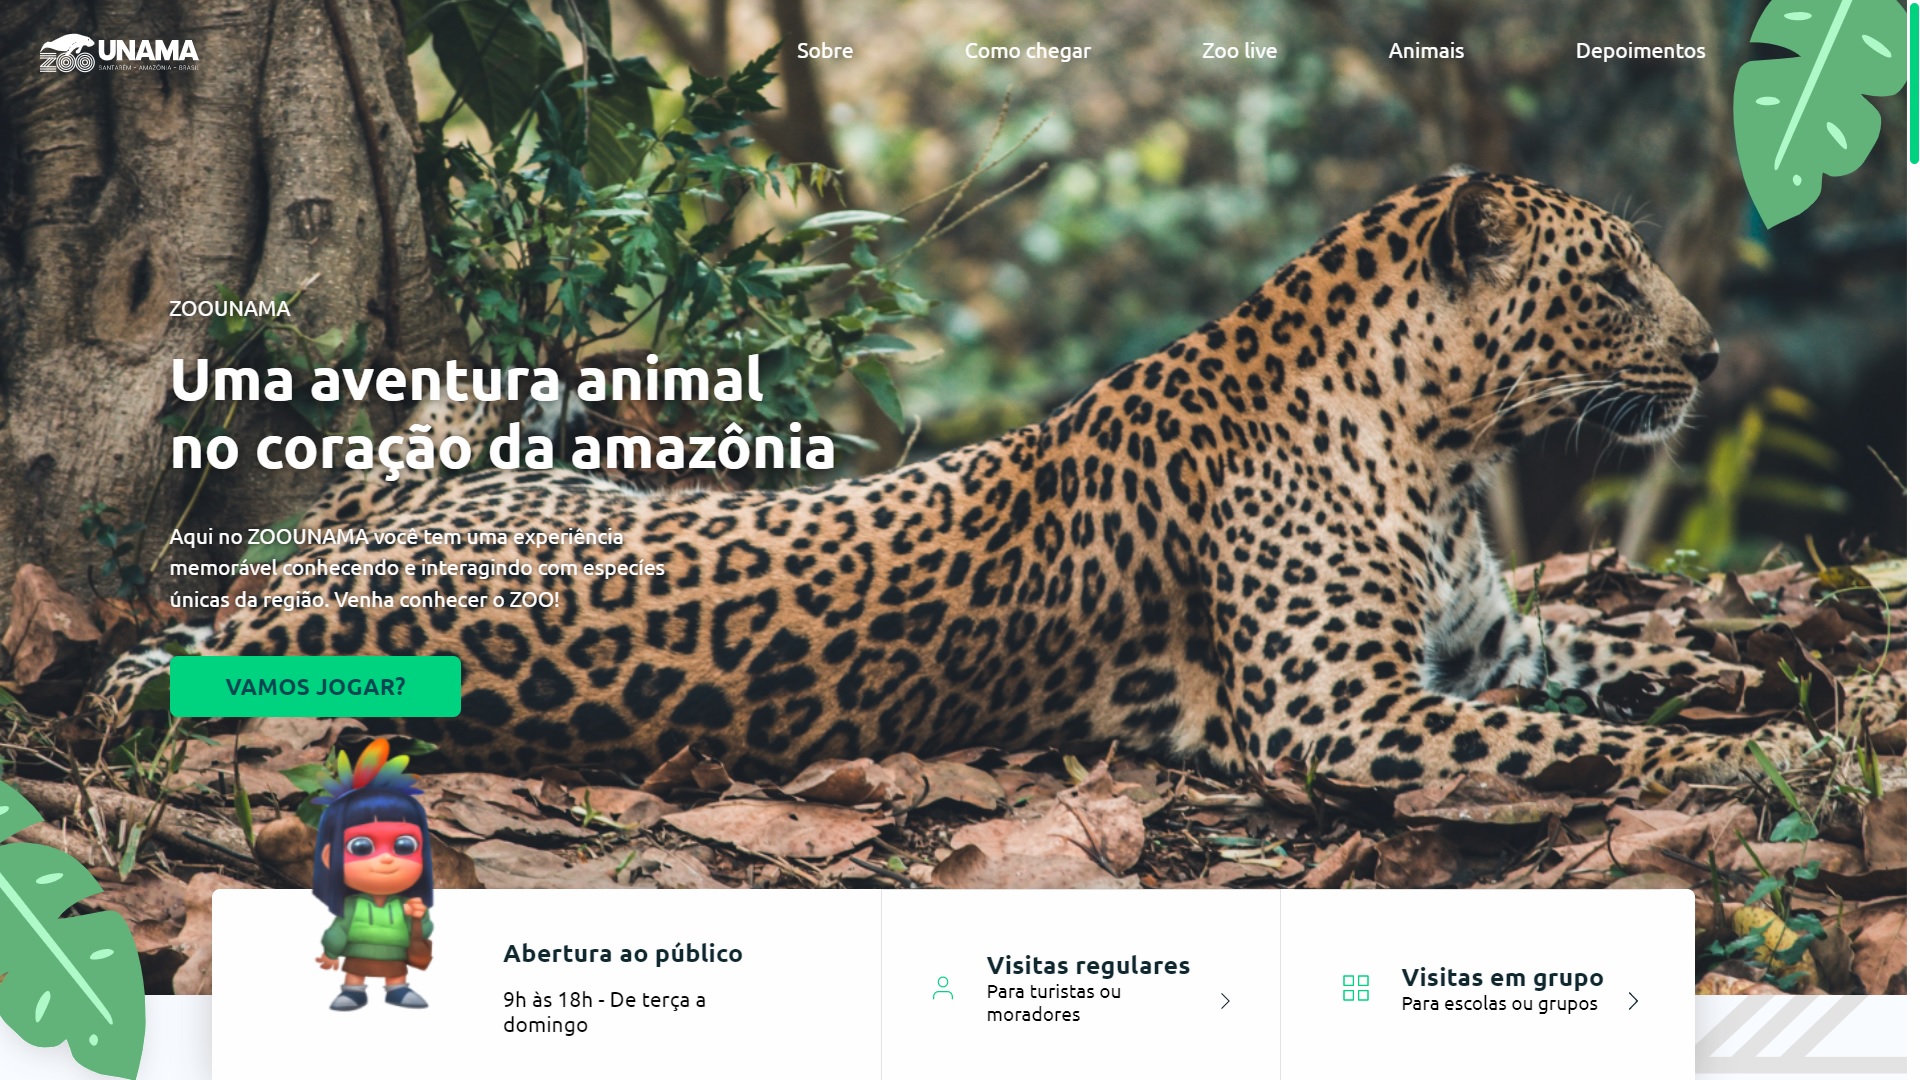 ZOO UNAMA
SANTARÉM - AMAZÔNIA - BRASIL
Sobre
Como chegar
Zoo live
Animais
Depoimentos
ZOOUNAMA
Uma aventura animal
no coração da amazônia
Aqui no ZOOUNAMA você tem uma experiência
memorável conhecendo e interagindo com especíes
únicas da região. Venha conhecer o ZOO!
VAMOS JOGAR?
Abertura ao público
9h às 18h - De terça a
domingo
Visitas regulares
Para turistas ou
moradores
Visitas em grupo
Para escolas ou grupos